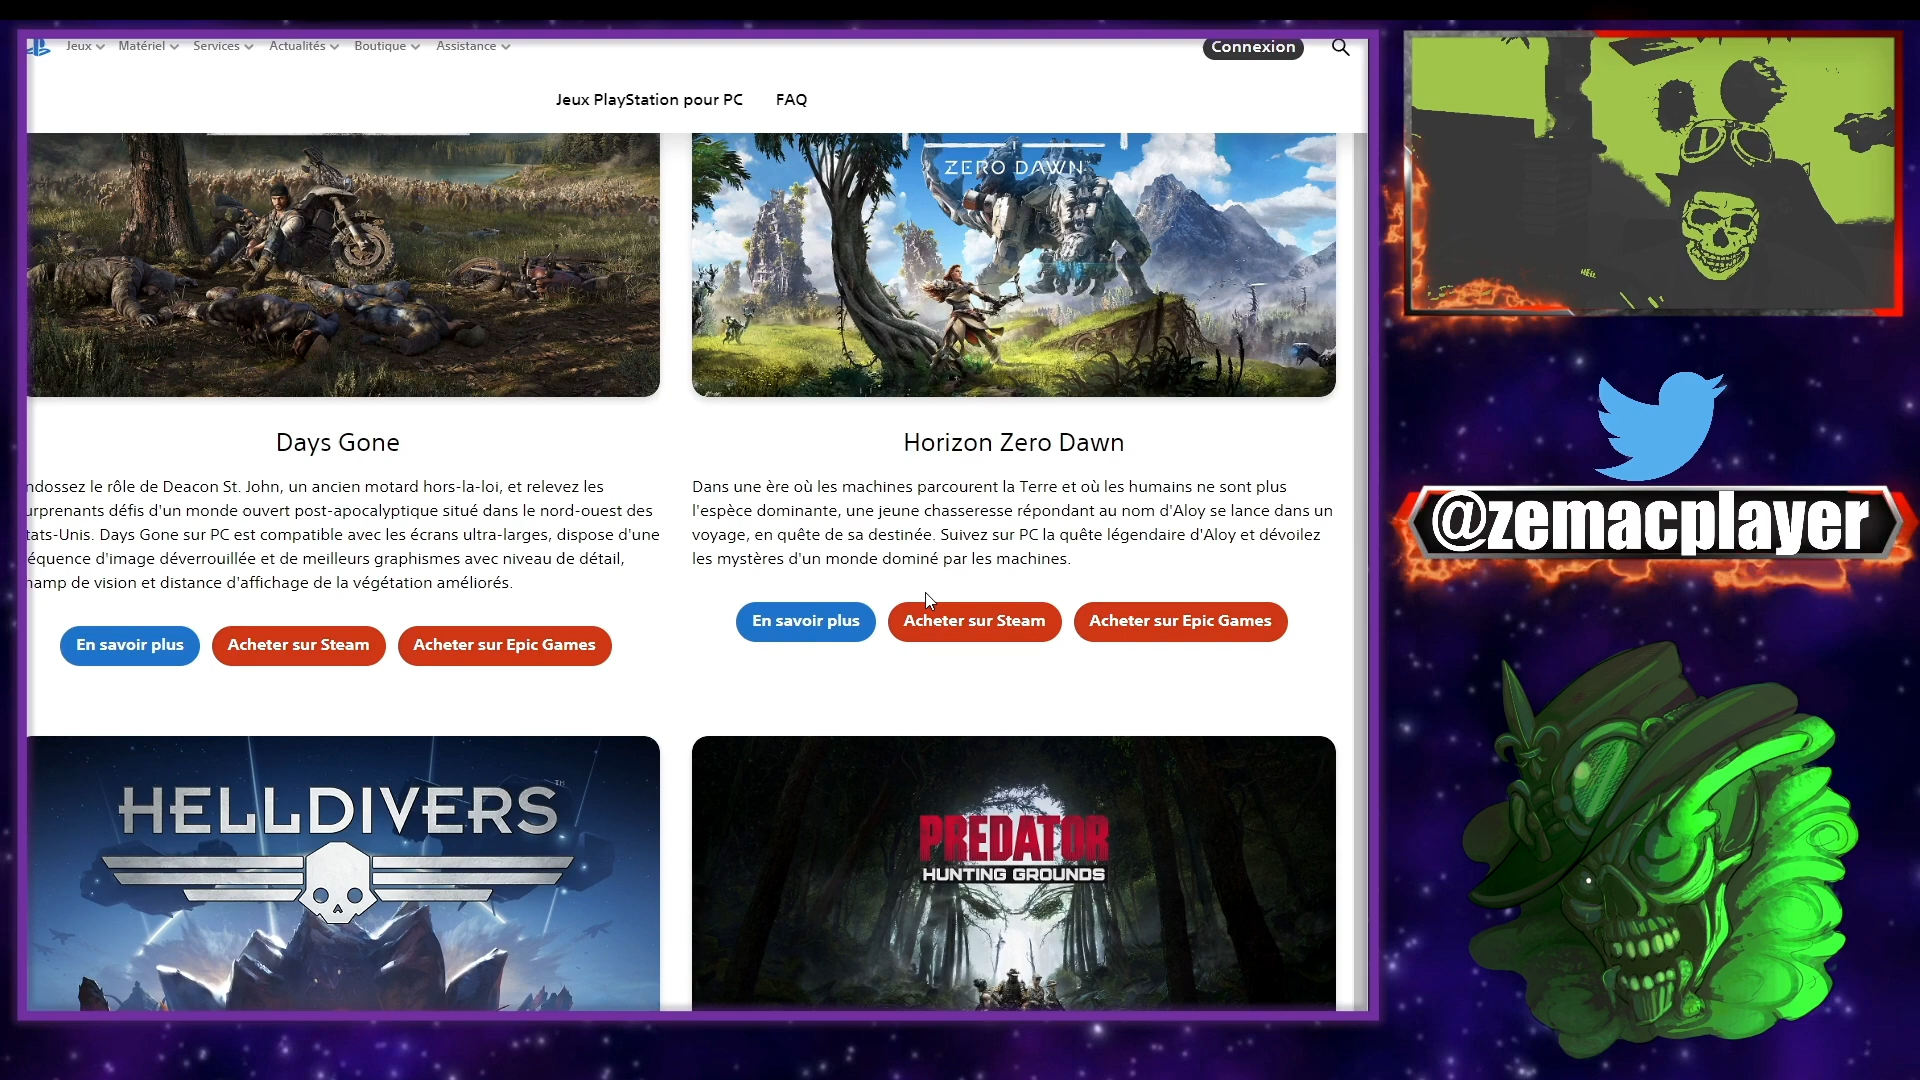 Jeux Matériel Services Actualités Boutique Assistance Connexion
Jeux PlayStation pour PC FAQ
ZERO DAWN
Days Gone
ndossez le rôle de Deacon St. John, un ancien motard hors-la-loi, et relevez les
urprenants défis d'un monde ouvert post-apocalyptique situé dans le nord-ouest des
tats-Unis. Days Gone sur PC est compatible avec les écrans ultra-larges, dispose d'une
équence d'image déverrouillée et de meilleurs graphismes avec niveau de détail,
hamp de vision et distance d'affichage de la végétation améliorés.
En savoir plus Acheter sur Steam Acheter sur Epic Games
Horizon Zero Dawn
Dans une ère où les machines parcourent la Terre et où les humains ne sont plus
l'espèce dominante, une jeune chasseresse répondant au nom d'Aloy se lance dans un
voyage, en quête de sa destinée. Suivez sur PC la quête légendaire d'Aloy et dévoilez
les mystères d'un monde dominé par les machines.
En savoir plus Acheter sur Steam Acheter sur Epic Games
HELLDIVERS™
PREDATOR
HUNTING GROUNDS
@zemacplayer